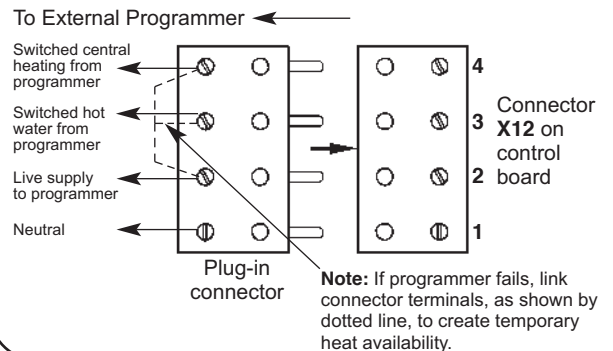 To External Programmer
Switched central
heating from
programmer
4
Switched hot
water from
programmer
3
Connector
X12 on
control
board
Live supply
to programmer
2
Neutral
1
Plug-in
connector
Note: If programmer fails, link
connector terminals, as shown by
dotted line, to create temporary
heat availability.